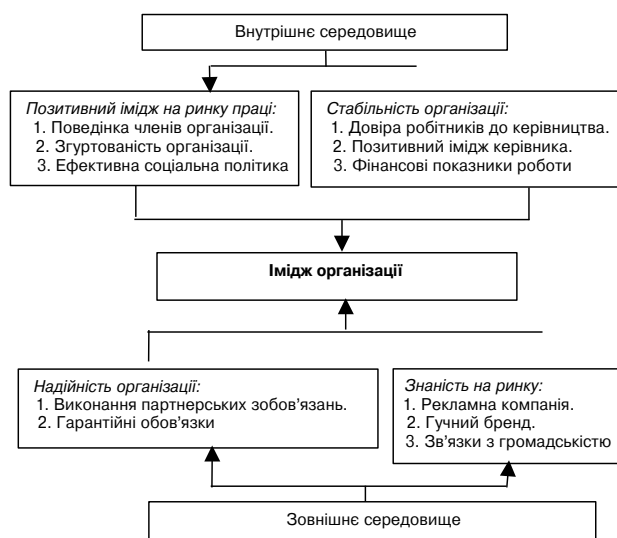 Внутрішнє середовище
Позитивний імідж на ринку праці:
1. Поведінка членів організації.
2. Згуртованість організації.
3. Ефективна соціальна політика
Стабільність організації:
1. Довіра робітників до керівництва.
2. Позитивний імідж керівника.
3. Фінансові показники роботи
Імідж організації
Надійність організації:
1. Виконання партнерських зобов'язань.
2. Гарантійні обов'язки
Знаність на ринку:
1. Рекламна компанія.
2. Гучний бренд.
3. Зв'язки з громадськістю
Зовнішнє середовище